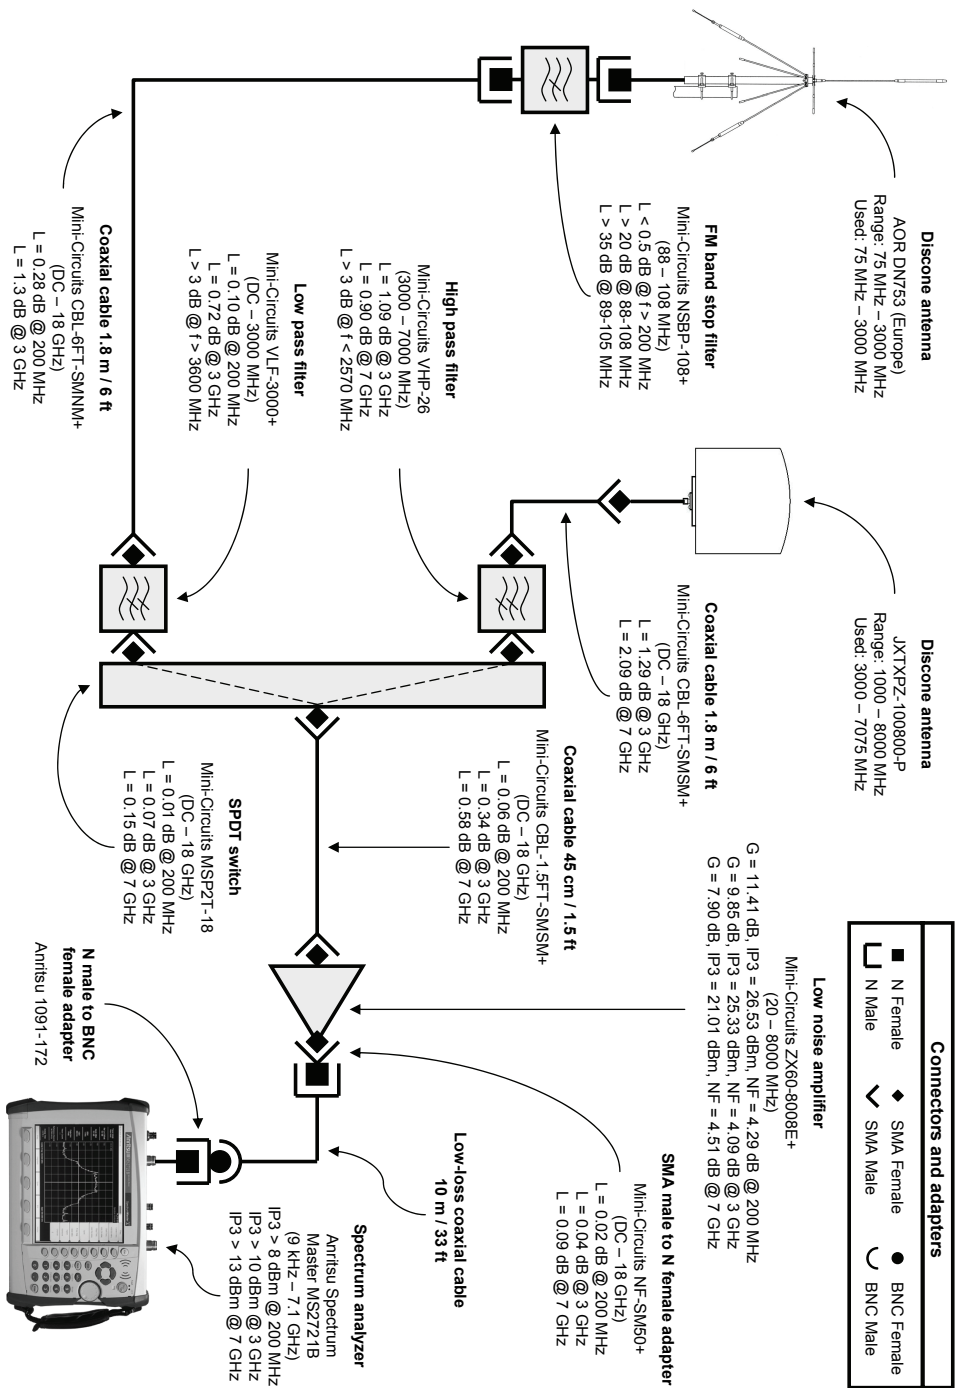 Discone antenna
AOR DN753 (Europe)
Range: 75 MHz – 3000 MHz
Used: 75 MHz – 3000 MHz
Discone antenna
JXTXPZ-100800-P
Range: 1000 – 8000 MHz
Used: 3000 – 7075 MHz
Connectors and adapters
N Female
SMA Female
BNC Female
N Male
SMA Male
BNC Male
FM band stop filter
Mini-Circuits NSBP-108+
(88 – 108 MHz)
L < 0.5 dB @ f > 200 MHz
L > 20 dB @ 88-108 MHz
L > 35 dB @ 89-105 MHz
Coaxial cable 1.8 m / 6 ft
Mini-Circuits CBL-6FT-SMSM+
(DC – 18 GHz)
L = 1.29 dB @ 3 GHz
L = 2.09 dB @ 7 GHz
Low noise amplifier
Mini-Circuits ZX60-8008E+
(20 – 8000 MHz)
G = 11.41 dB, IP3 = 26.53 dBm, NF = 4.29 dB @ 200 MHz
G = 9.85 dB, IP3 = 25.33 dBm, NF = 4.09 dB @ 3 GHz
G = 7.90 dB, IP3 = 21.01 dBm, NF = 4.51 dB @ 7 GHz
High pass filter
Mini-Circuits VHP-26
(3000 – 7000 MHz)
L = 1.09 dB @ 3 GHz
L = 0.90 dB @ 7 GHz
L > 3 dB @ f < 2570 MHz
Coaxial cable 45 cm / 1.5 ft
Mini-Circuits CBL-1.5FT-SMSM+
(DC – 18 GHz)
L = 0.06 dB @ 200 MHz
L = 0.34 dB @ 3 GHz
L = 0.58 dB @ 7 GHz
SMA male to N female adapter
Mini-Circuits NF-SM50+
(DC – 18 GHz)
L = 0.02 dB @ 200 MHz
L = 0.04 dB @ 3 GHz
L = 0.09 dB @ 7 GHz
Low pass filter
Mini-Circuits VLF-3000+
(DC – 3000 MHz)
L = 0.10 dB @ 200 MHz
L = 0.72 dB @ 3 GHz
L > 3 dB @ f > 3600 MHz
Low-loss coaxial cable
10 m / 33 ft
Coaxial cable 1.8 m / 6 ft
Mini-Circuits CBL-6FT-SMNM+
(DC – 18 GHz)
L = 0.28 dB @ 200 MHz
L = 1.3 dB @ 3 GHz
SPDT switch
Mini-Circuits MSP2T-18
(DC – 18 GHz)
L = 0.01 dB @ 200 MHz
L = 0.07 dB @ 3 GHz
L = 0.15 dB @ 7 GHz
N male to BNC
female adapter
Anritsu 1091-172
Spectrum analyzer
Anritsu Spectrum
Master MS2721B
(9 kHz – 7.1 GHz)
IP3 > 8 dBm @ 200 MHz
IP3 > 10 dBm @ 3 GHz
IP3 > 13 dBm @ 7 GHz